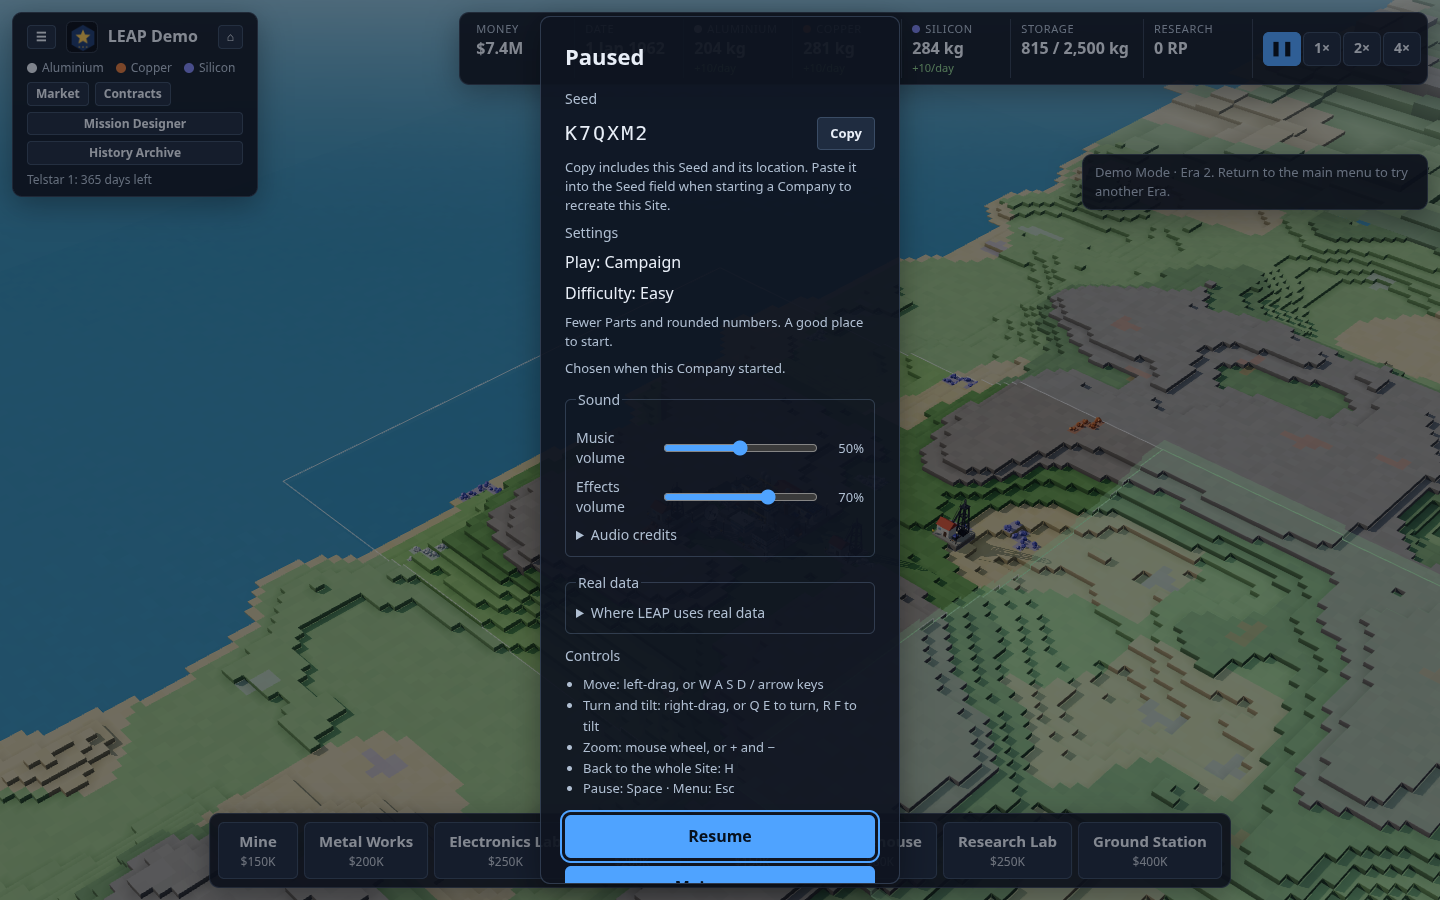 LEAP Demo
Aluminium Copper Silicon
Market Contracts
Mission Designer
History Archive
Telstar 1: 365 days left
MONEY
$7.4M
SILICON
284 kg
+10/day
STORAGE
815 / 2,500 kg
RESEARCH
0 RP
1× 2× 4×
Demo Mode · Era 2. Return to the main menu to try
another Era.
Paused
Seed
K7QXM2
Copy
Copy includes this Seed and its location. Paste it
into the Seed field when starting a Company to
recreate this Site.
Settings
Play: Campaign
Difficulty: Easy
Fewer Parts and rounded numbers. A good place
to start.
Chosen when this Company started.
Sound
Music
volume
50%
Effects
volume
70%
Audio credits
Real data
Where LEAP uses real data
Controls
Move: left-drag, or W A S D / arrow keys
Turn and tilt: right-drag, or Q E to turn, R F to
tilt
Zoom: mouse wheel, or + and −
Back to the whole Site: H
Pause: Space · Menu: Esc
Resume
Mine
$150K
Metal Works
$200K
Electronics
$250K
Research Lab
$250K
Ground Station
$400K